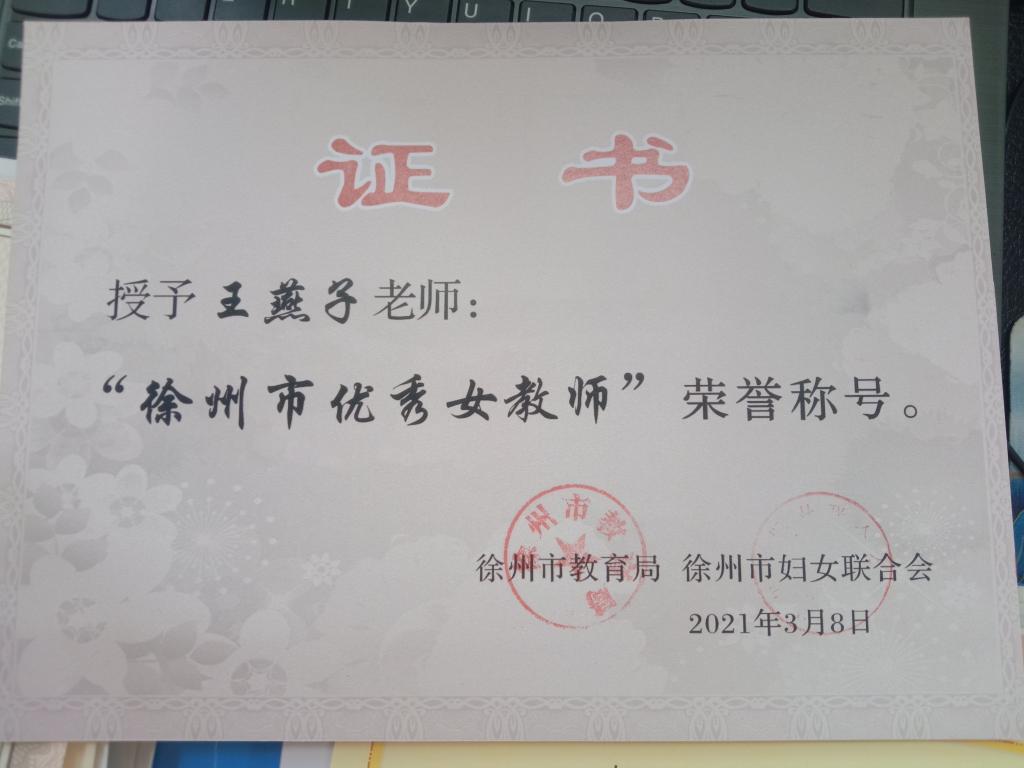 证书
授予 王燕子 老师：
“徐州市优秀女教师”荣誉称号。
徐州市教育局 徐州市妇女联合会
2021年3月8日